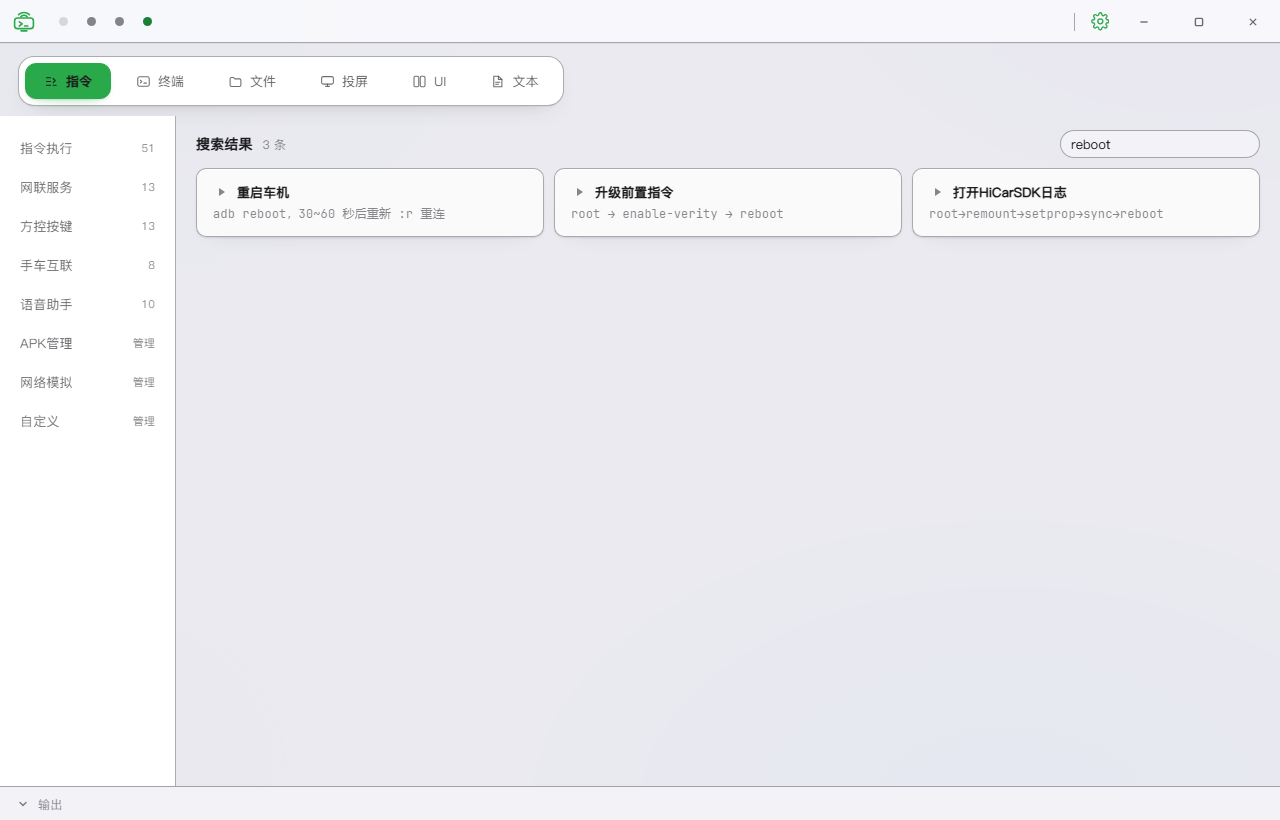 指令
终端
文件
投屏
UI
文本
指令执行 51
网联服务 13
方控按键 13
手车互联 8
语音助手 10
APK管理 管理
网络模拟 管理
自定义 管理
搜索结果 3 条
reboot
重启车机
adb reboot, 30~60 秒后重新 :r 重连
升级前置指令
root → enable-verity → reboot
打开HiCarSDK日志
root→remount→setprop→sync→reboot
输出